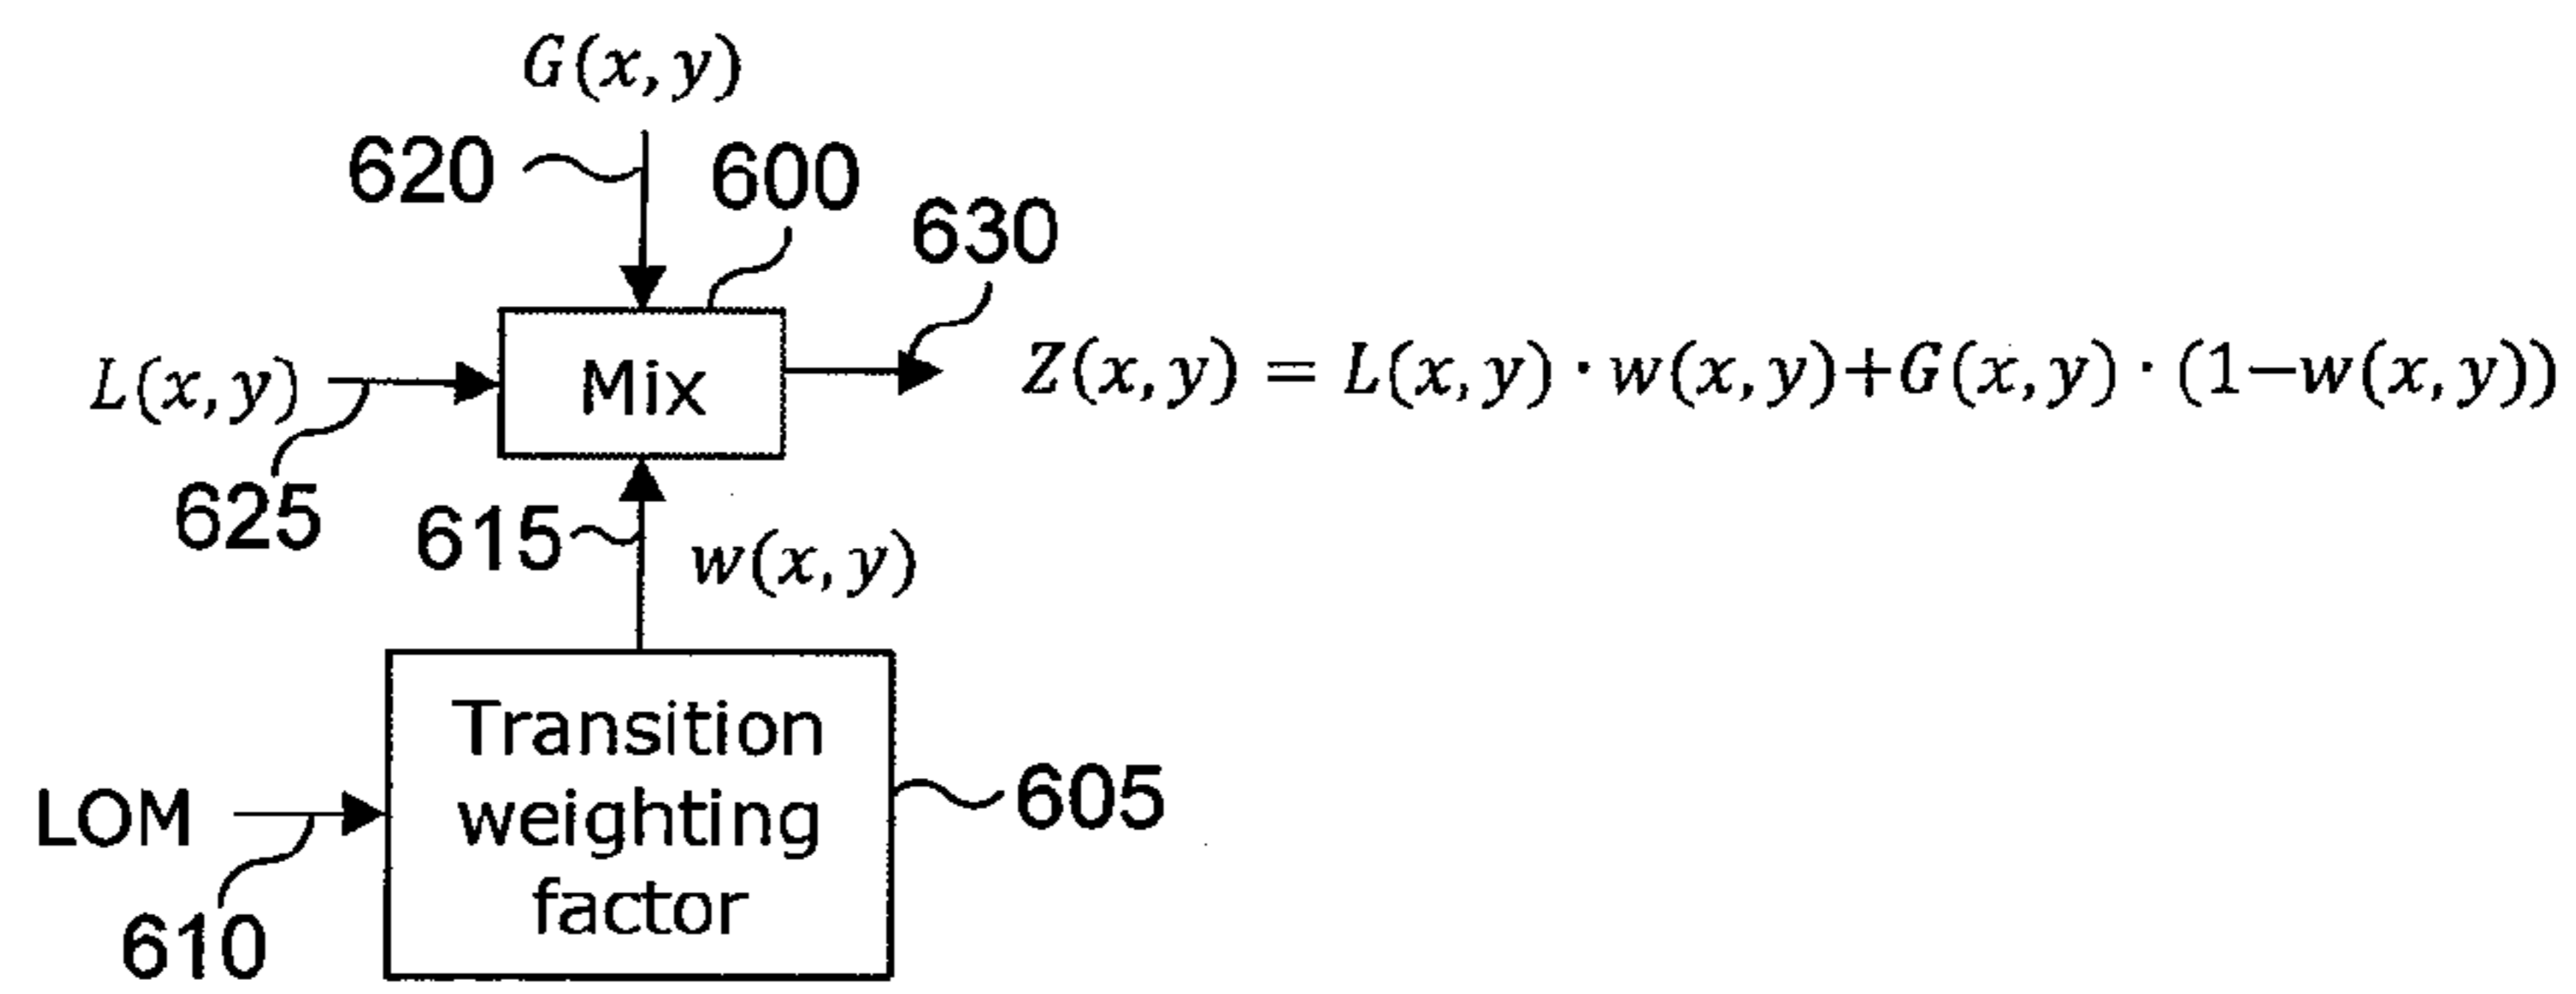 G(x, y)
620
600
630
L(x, y)
Mix
Z(x, y) = L(x, y) · w(x, y)+G(x, y) · (1−w(x, y))
625
615
w(x, y)
Transition
weighting
factor
605
LOM
610